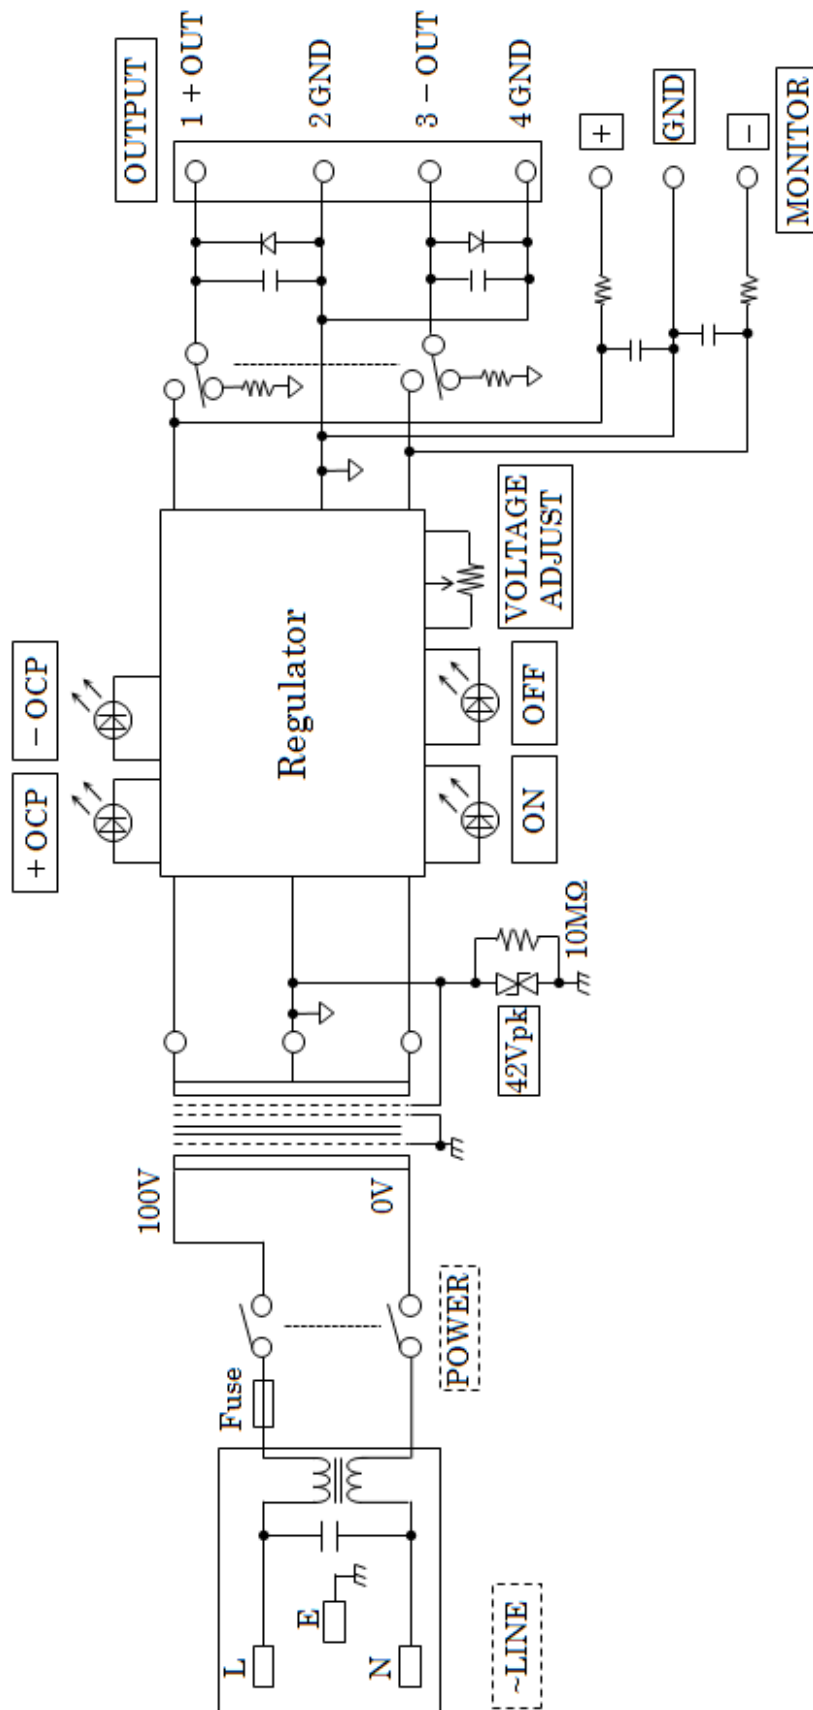 ~LINE
L
E
N
Fuse
POWER
100V
0V
42Vpk
10MΩ
+ OCP
− OCP
Regulator
ON
OFF
VOLTAGE
ADJUST
OUTPUT
1 + OUT
2 GND
3 − OUT
4 GND
+
GND
−
MONITOR